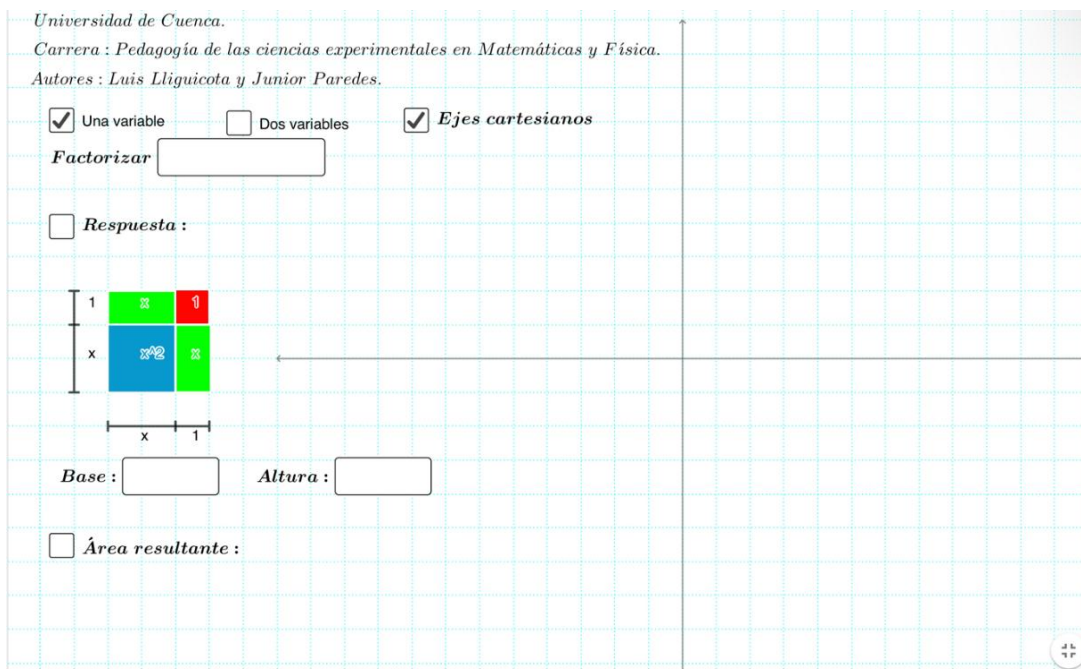 Universidad de Cuenca.
Carrera : Pedagogía de las ciencias experimentales en Matemáticas y Física.
Autores : Luis Lliguicota y Junior Paredes.
Una variable Dos variables Ejes cartesianos
Factorizar
Respuesta :
1 x 1
x x^2 x
x 1
Base : Altura :
Área resultante :